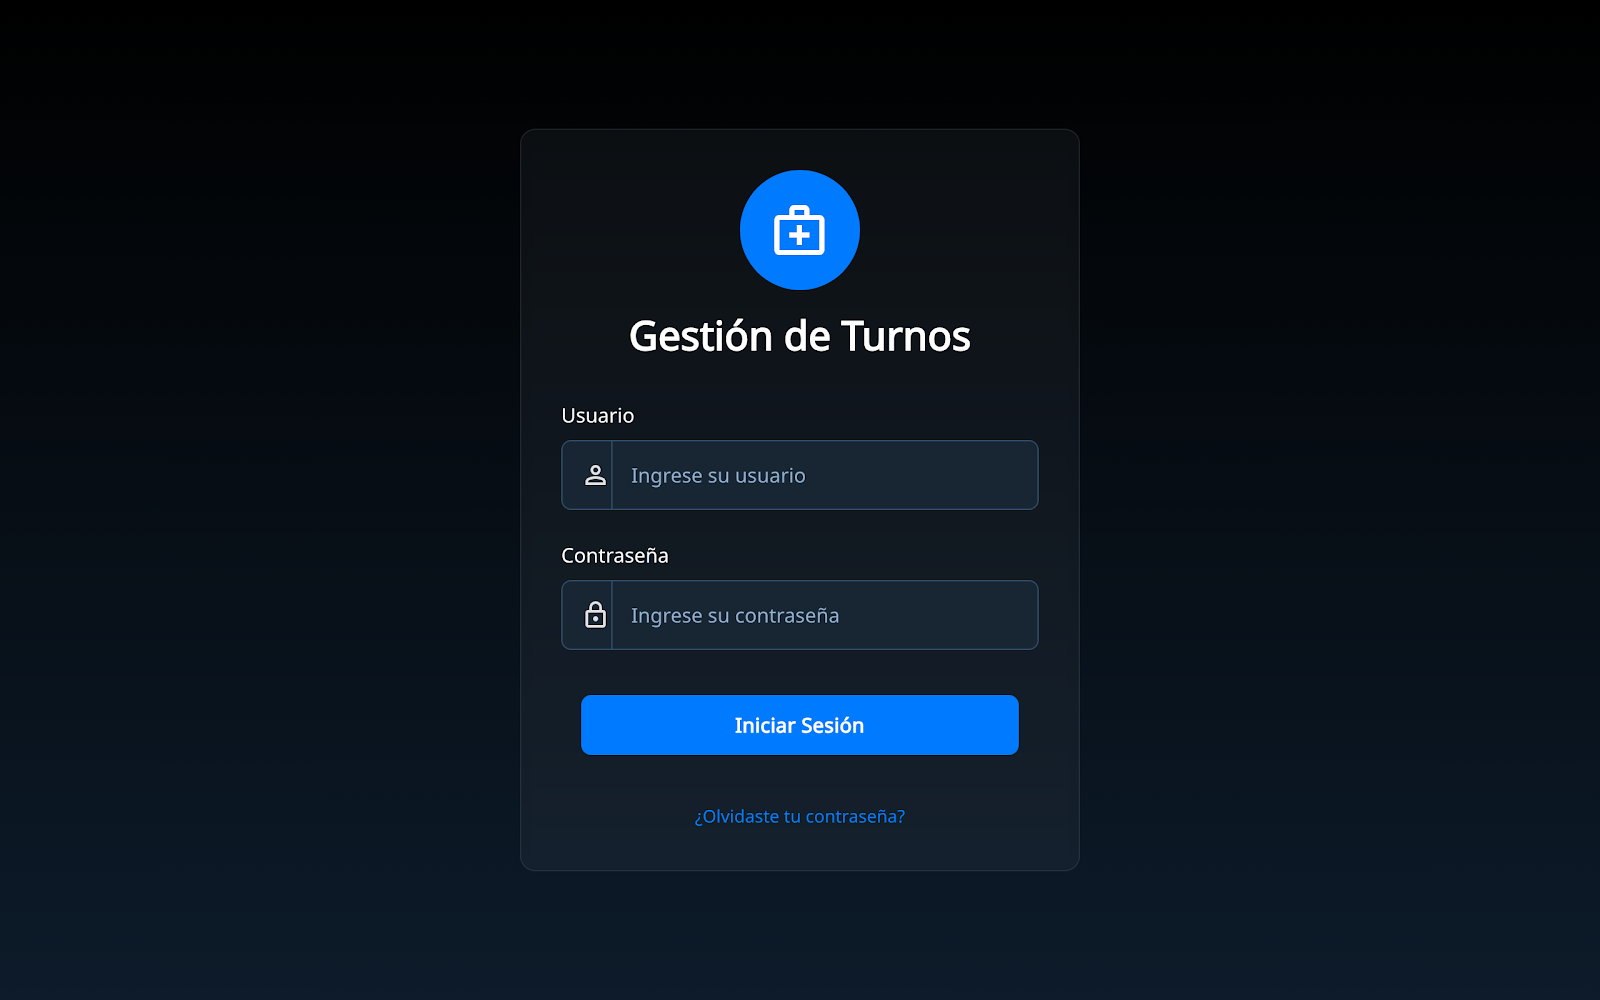 Gestión de Turnos
Usuario
Ingrese su usuario
Contraseña
Ingrese su contraseña
Iniciar Sesión
¿Olvidaste tu contraseña?